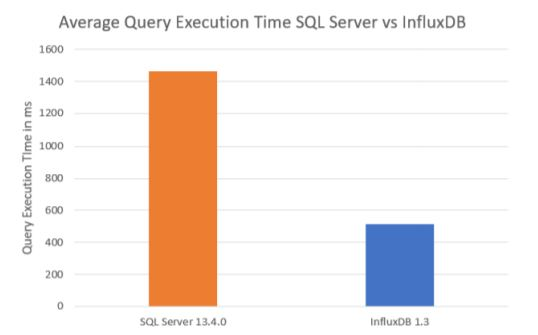 Average Query Execution Time SQL Server vs InfluxDB
Query Execution TIme in ms
1600
1400
1200
1000
800
600
400
200
0
SQL Server 13.4.0
InfluxDB 1.3